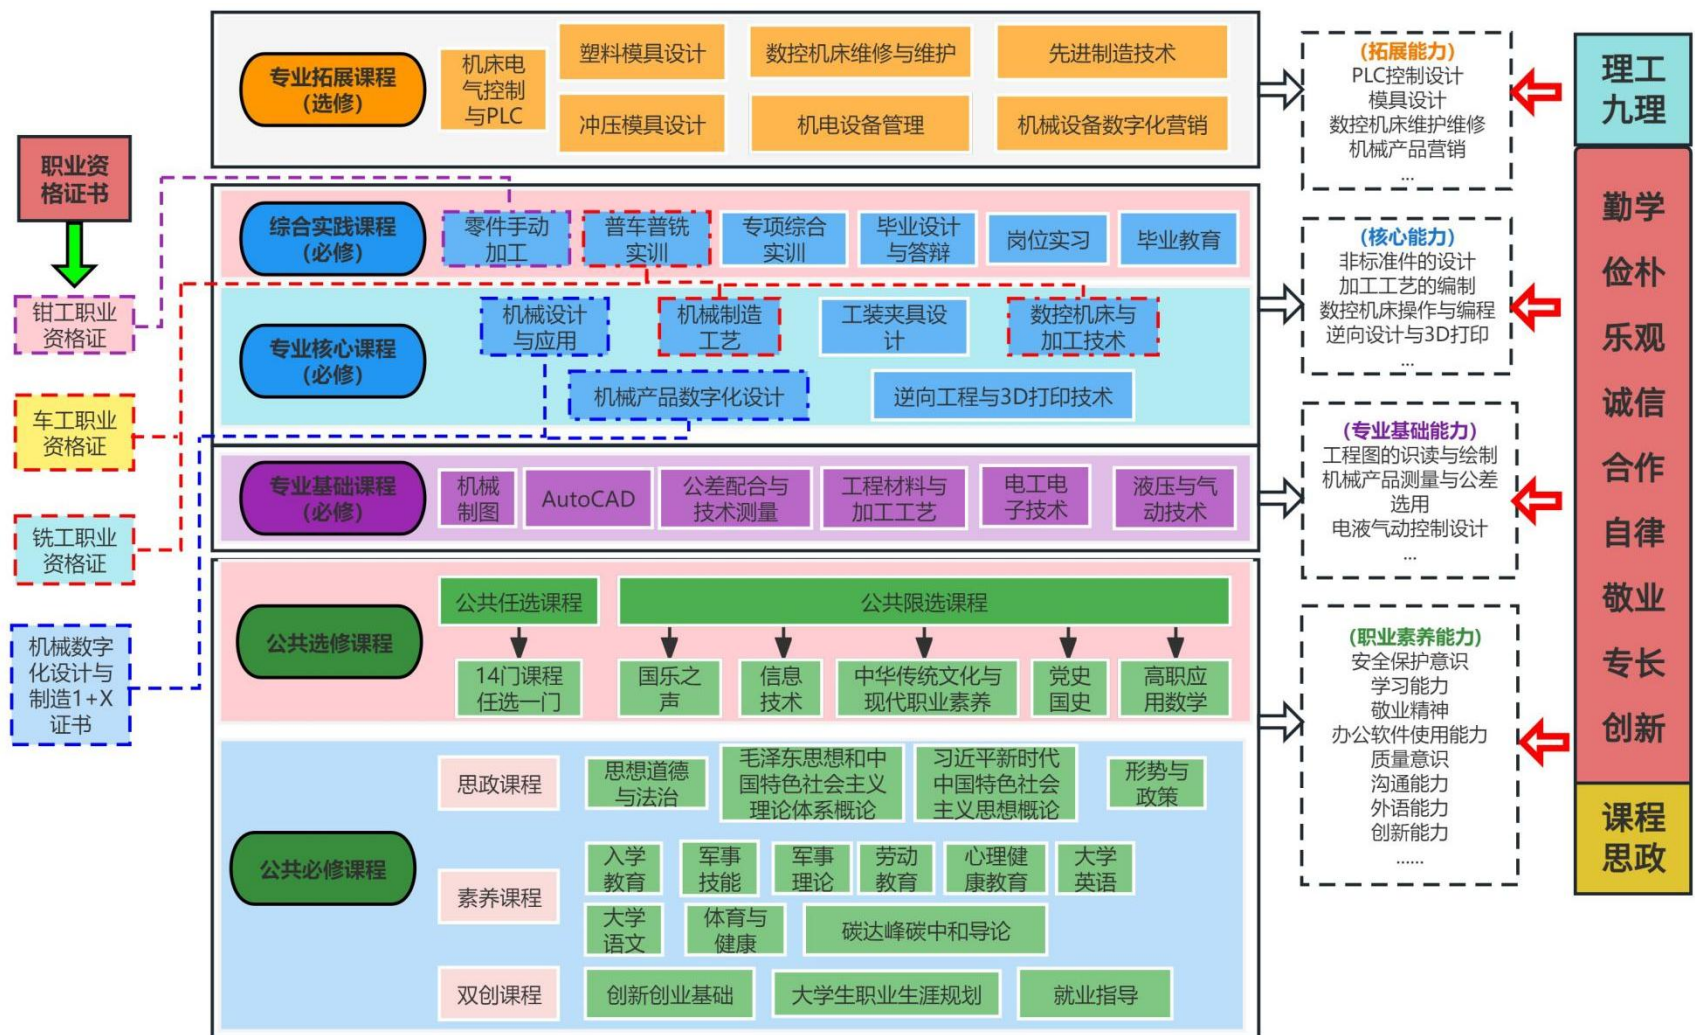 专业拓展课程
（选修）
机床电
气控制
与PLC
塑料模具设计
数控机床维修与维护
先进制造技术
冲压模具设计
机电设备管理
机械设备数字化营销
(拓展能力)
PLC控制设计
模具设计
数控机床维护维修
机械产品营销
...
理工
九理
职业资
格证书
综合实践课程
（必修）
零件手动
加工
普车普铣
实训
专项综合
实训
毕业设计
与答辩
岗位实习
毕业教育
(核心能力)
非标准件的设计
加工工艺的编制
数控机床操作与编程
逆向设计与3D打印
...
勤学
俭朴
乐观
诚信
合作
自律
敬业
专长
创新
钳工职业
资格证
专业核心课程
（必修）
机械设计
与应用
机械制造
工艺
工装夹具设
计
数控机床与
加工技术
机械产品数字化设计
逆向工程与3D打印技术
车工职业
资格证
专业基础课程
（必修）
机械
制图
AutoCAD
公差配合与
技术测量
工程材料与
加工工艺
电工电
子技术
液压与气
动技术
(专业基础能力)
工程图的识读与绘制
机械产品测量与公差
选用
电液气动控制设计
...
铣工职业
资格证
机械数字
化设计与
制造1+X
证书
公共选修课程
公共任选课程
公共限选课程
14门课程
任选一门
国乐之
声
信息
技术
中华传统文化与
现代职业素养
党史
国史
高职应
用数学
(职业素养能力)
安全保护意识
学习能力
敬业精神
办公软件使用能力
质量意识
沟通能力
外语能力
创新能力
......
课程
思政
公共必修课程
思政课程
思想道德
与法治
毛泽东思想和中
国特色社会主义
理论体系概论
习近平新时代
中国特色社会
主义思想概论
形势与
政策
素养课程
入学
教育
军事
技能
军事
理论
劳动
教育
心理健
康教育
大学
英语
大学
语文
体育与
健康
碳达峰碳中和导论
双创课程
创新创业基础
大学生职业生涯规划
就业指导